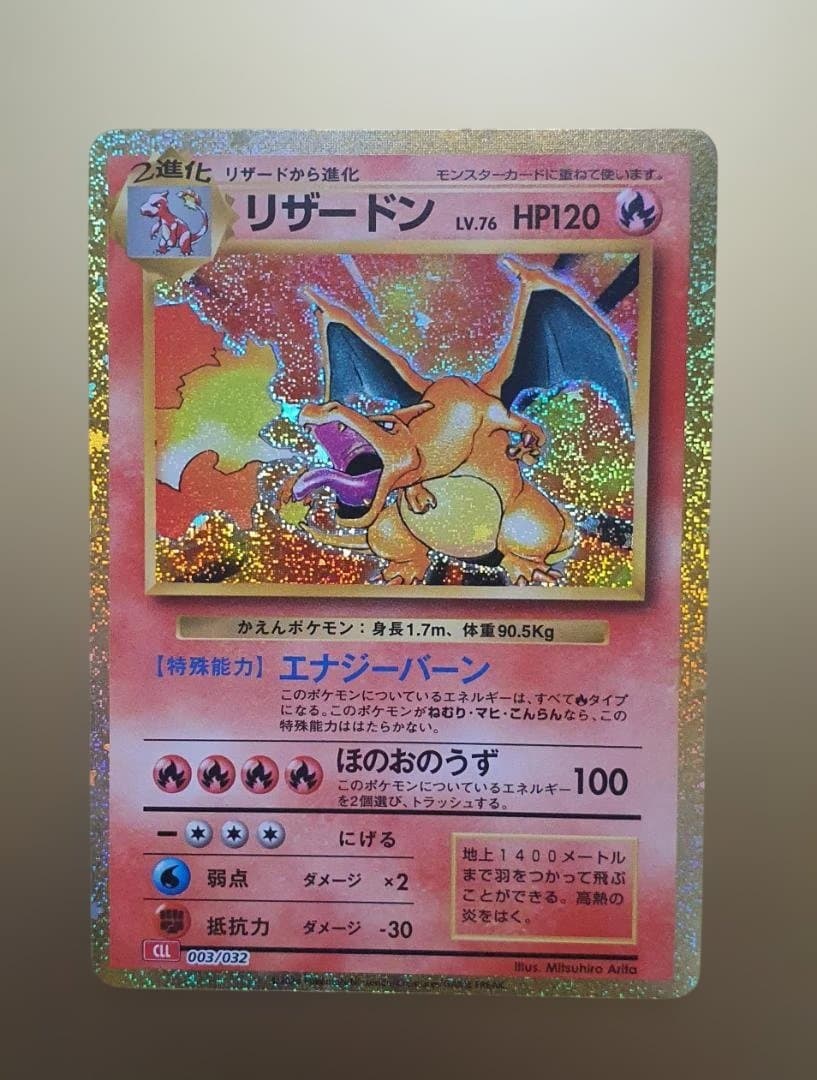 2進化 リザードから進化 モンスターカードに重ねて使います。
リザードン LV.76 HP120
かえんポケモン：身長1.7m、体重90.5Kg
【特殊能力】 エナジーバーン
このポケモンについているエネルギーは、すべて タイプ
になる。このポケモンがねむり・マヒ・こんらんなら、この
特殊能力ははたらかない。
ほのおのうず 100
このポケモンについているエネルギー
を2個選び、トラッシュする。
にげる
弱点 ダメージ ×2
抵抗力 ダメージ -30
地上1400メートル
まで羽をつかって飛ぶ
ことができる。高熱の
炎をはく。
CLL 003/032
Illus. Mitsuhiro Arita
GAME FREAK